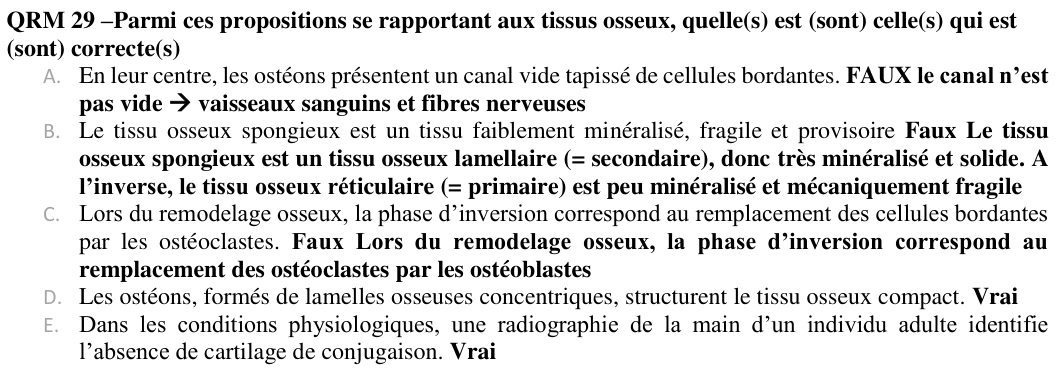 QRM 29 –Parmi ces propositions se rapportant aux tissus osseux, quelle(s) est (sont) celle(s) qui est
(sont) correcte(s)
A. En leur centre, les ostéons présentent un canal vide tapissé de cellules bordantes. FAUX le canal n’est
pas vide → vaisseaux sanguins et fibres nerveuses
B. Le tissu osseux spongieux est un tissu faiblement minéralisé, fragile et provisoire Faux Le tissu
osseux spongieux est un tissu osseux lamellaire (= secondaire), donc très minéralisé et solide. A
l’inverse, le tissu osseux réticulaire (= primaire) est peu minéralisé et mécaniquement fragile
C. Lors du remodelage osseux, la phase d’inversion correspond au remplacement des cellules bordantes
par les ostéoclastes. Faux Lors du remodelage osseux, la phase d’inversion correspond au
remplacement des ostéoclastes par les ostéoblastes
D. Les ostéons, formés de lamelles osseuses concentriques, structurent le tissu osseux compact. Vrai
E. Dans les conditions physiologiques, une radiographie de la main d’un individu adulte identifie
l’absence de cartilage de conjugaison. Vrai